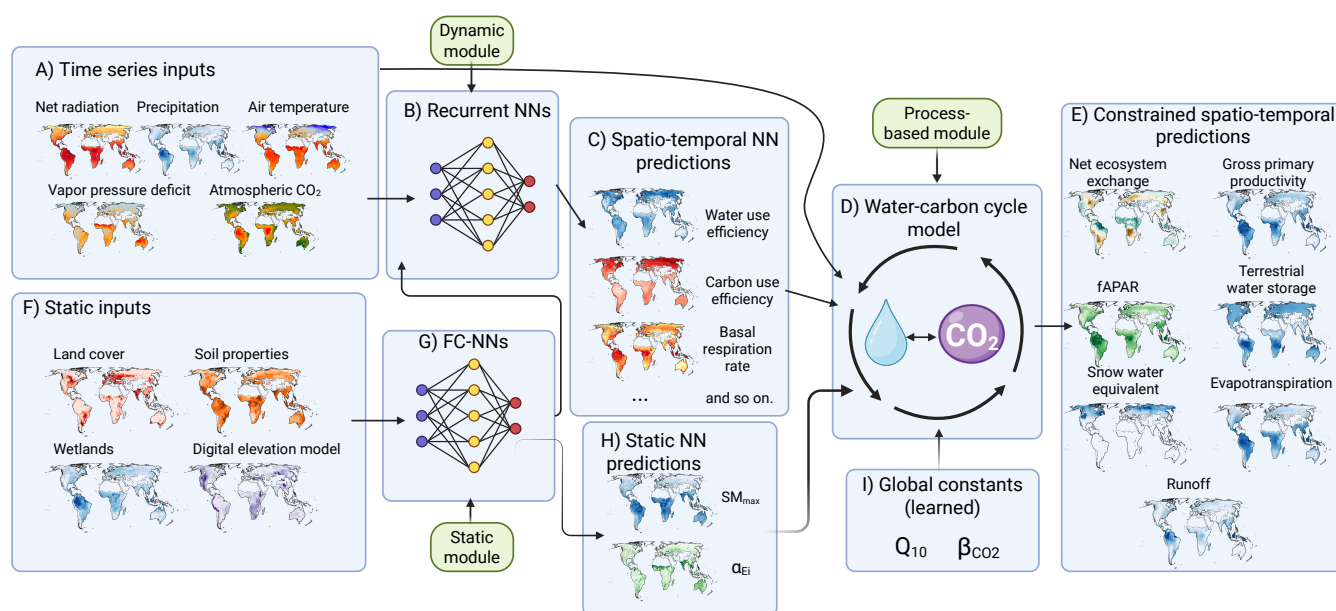 Dynamic
module
A) Time series inputs
Net radiation
Precipitation
Air temperature
Vapor pressure deficit
Atmospheric CO₂
B) Recurrent NNs
C) Spatio-temporal NN
predictions
Water use
efficiency
Carbon use
efficiency
Basal
respiration
rate
...
and so on.
Process-
based module
D) Water-carbon cycle
model
CO₂
E) Constrained spatio-temporal
predictions
Net ecosystem
exchange
Gross primary
productivity
fAPAR
Terrestrial
water storage
Snow water
equivalent
Evapotranspiration
Runoff
F) Static inputs
Land cover
Soil properties
Wetlands
Digital elevation model
G) FC-NNs
Static
module
H) Static NN
predictions
SMmax
αEi
I) Global constants
(learned)
Q10
βCO2